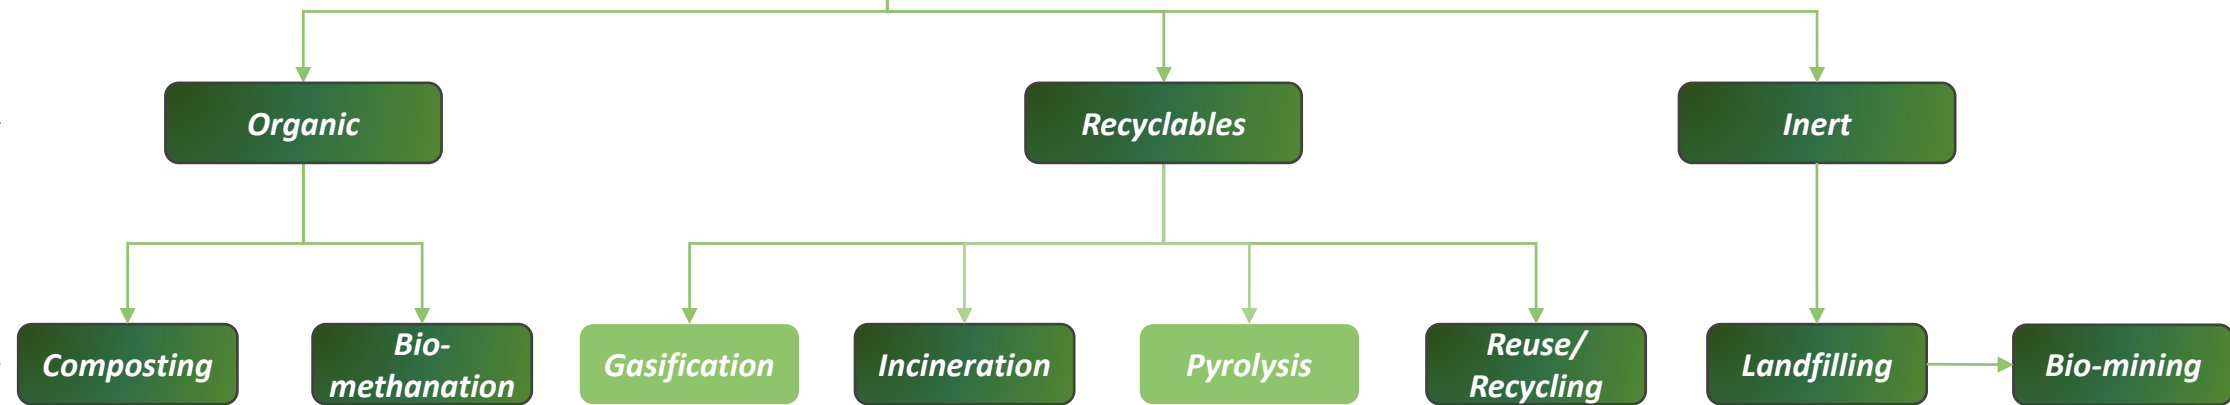 Organic
Recyclables
Inert
Composting
Bio-
methanation
Gasification
Incineration
Pyrolysis
Reuse/
Recycling
Landfilling
Bio-mining